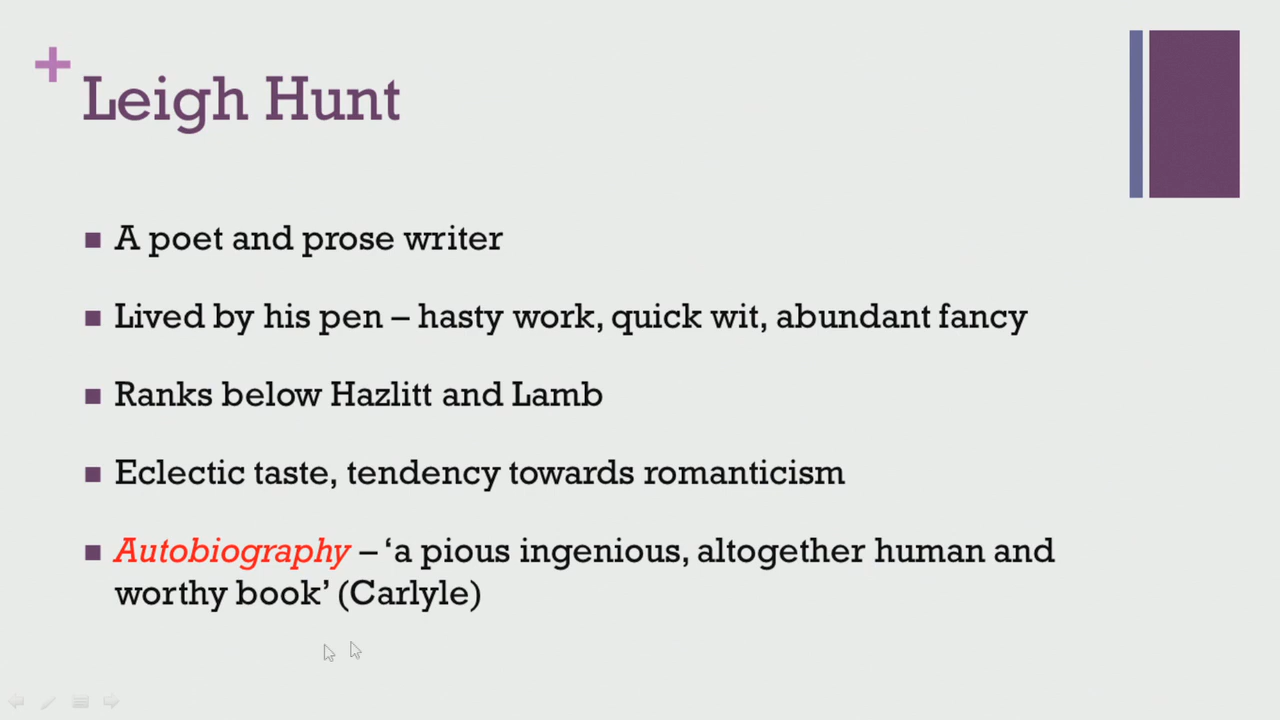 Leigh Hunt
A poet and prose writer
Lived by his pen – hasty work, quick wit, abundant fancy
Ranks below Hazlitt and Lamb
Eclectic taste, tendency towards romanticism
Autobiography – ‘a pious ingenious, altogether human and
worthy book’ (Carlyle)